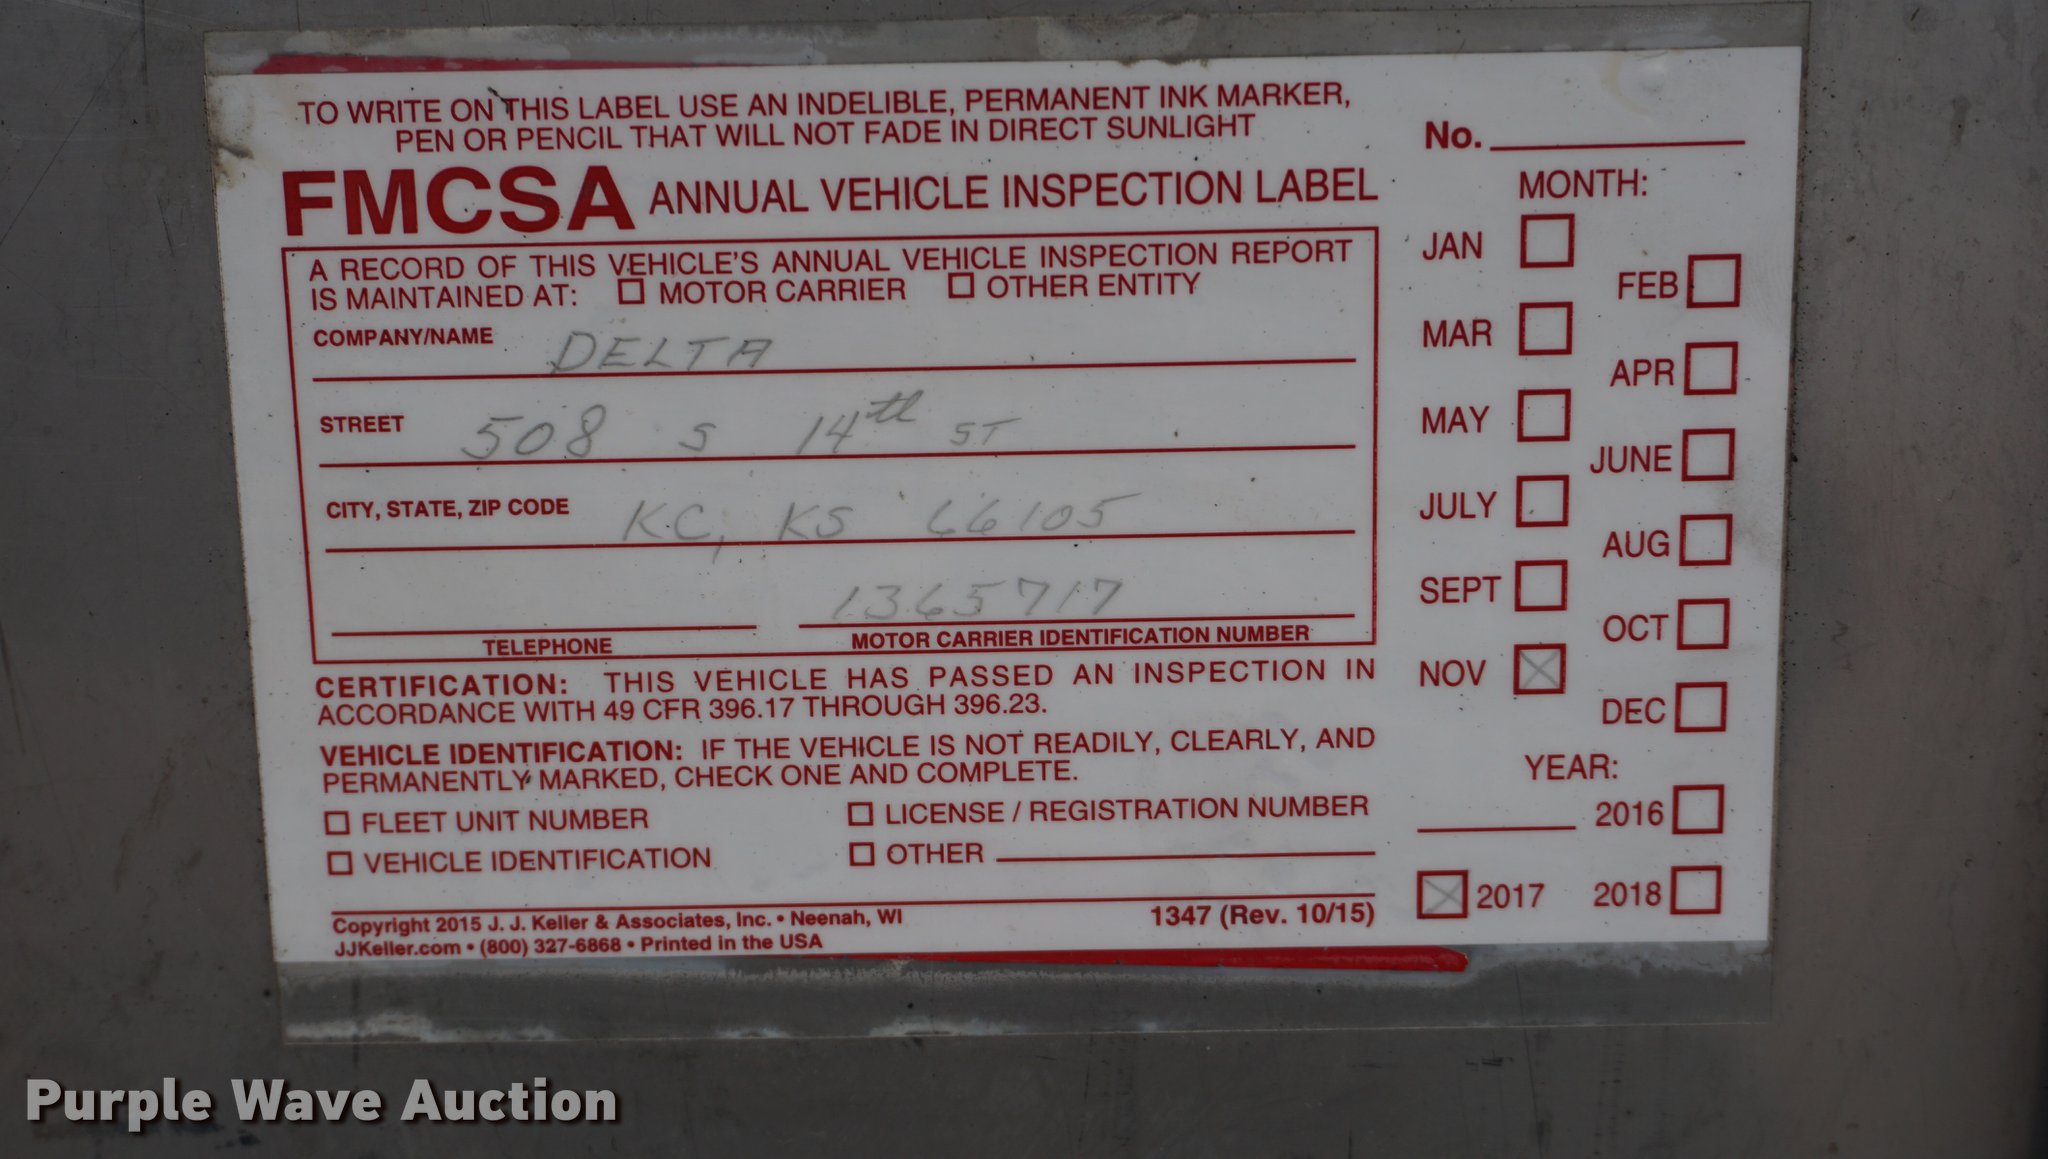 TO WRITE ON THIS LABEL USE AN INDELIBLE, PERMANENT INK MARKER,
PEN OR PENCIL THAT WILL NOT FADE IN DIRECT SUNLIGHT
FMCSA ANNUAL VEHICLE INSPECTION LABEL
A RECORD OF THIS VEHICLE'S ANNUAL VEHICLE INSPECTION REPORT
IS MAINTAINED AT: MOTOR CARRIER OTHER ENTITY
COMPANY/NAME DELTA
STREET 508 S 14th ST
CITY, STATE, ZIP CODE KC, KS 66105
1365717
TELEPHONE MOTOR CARRIER IDENTIFICATION NUMBER
CERTIFICATION: THIS VEHICLE HAS PASSED AN INSPECTION IN
ACCORDANCE WITH 49 CFR 396.17 THROUGH 396.23.
VEHICLE IDENTIFICATION: IF THE VEHICLE IS NOT READILY, CLEARLY, AND
PERMANENTLY MARKED, CHECK ONE AND COMPLETE.
FLEET UNIT NUMBER LICENSE / REGISTRATION NUMBER
VEHICLE IDENTIFICATION OTHER
Copyright 2015 J. J. Keller & Associates, Inc. • Neenah, WI 1347 (Rev. 10/15)
JJKeller.com • (800) 327-6868 • Printed in the USA
No.
MONTH:
JAN
FEB
MAR
APR
MAY
JUNE
JULY
AUG
SEPT
OCT
NOV X
DEC
YEAR:
2016
X 2017 2018
Purple Wave Auction